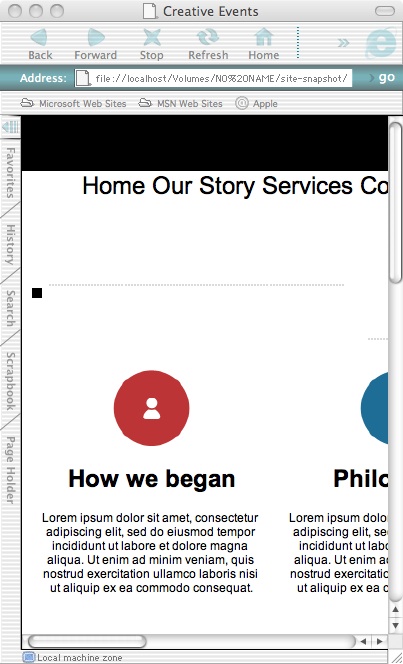 Creative Events
Back Forward Stop Refresh Home »
Address: file://localhost/Volumes/NO%20NAME/site-snapshot/ go
Microsoft Web Sites MSN Web Sites Apple
Favorites
History
Search
Scrapbook
Page Holder
Home Our Story Services Co
How we began
Lorem ipsum dolor sit amet, consectetur
adipiscing elit, sed do eiusmod tempor
incididunt ut labore et dolore magna
aliqua. Ut enim ad minim veniam, quis
nostrud exercitation ullamco laboris nisi
ut aliquip ex ea commodo consequat.
Philo
Lorem ipsum dolor
adipiscing elit, se
incididunt ut lab
aliqua. Ut enim a
nostrud exercitati
ut aliquip ex ea
Local machine zone